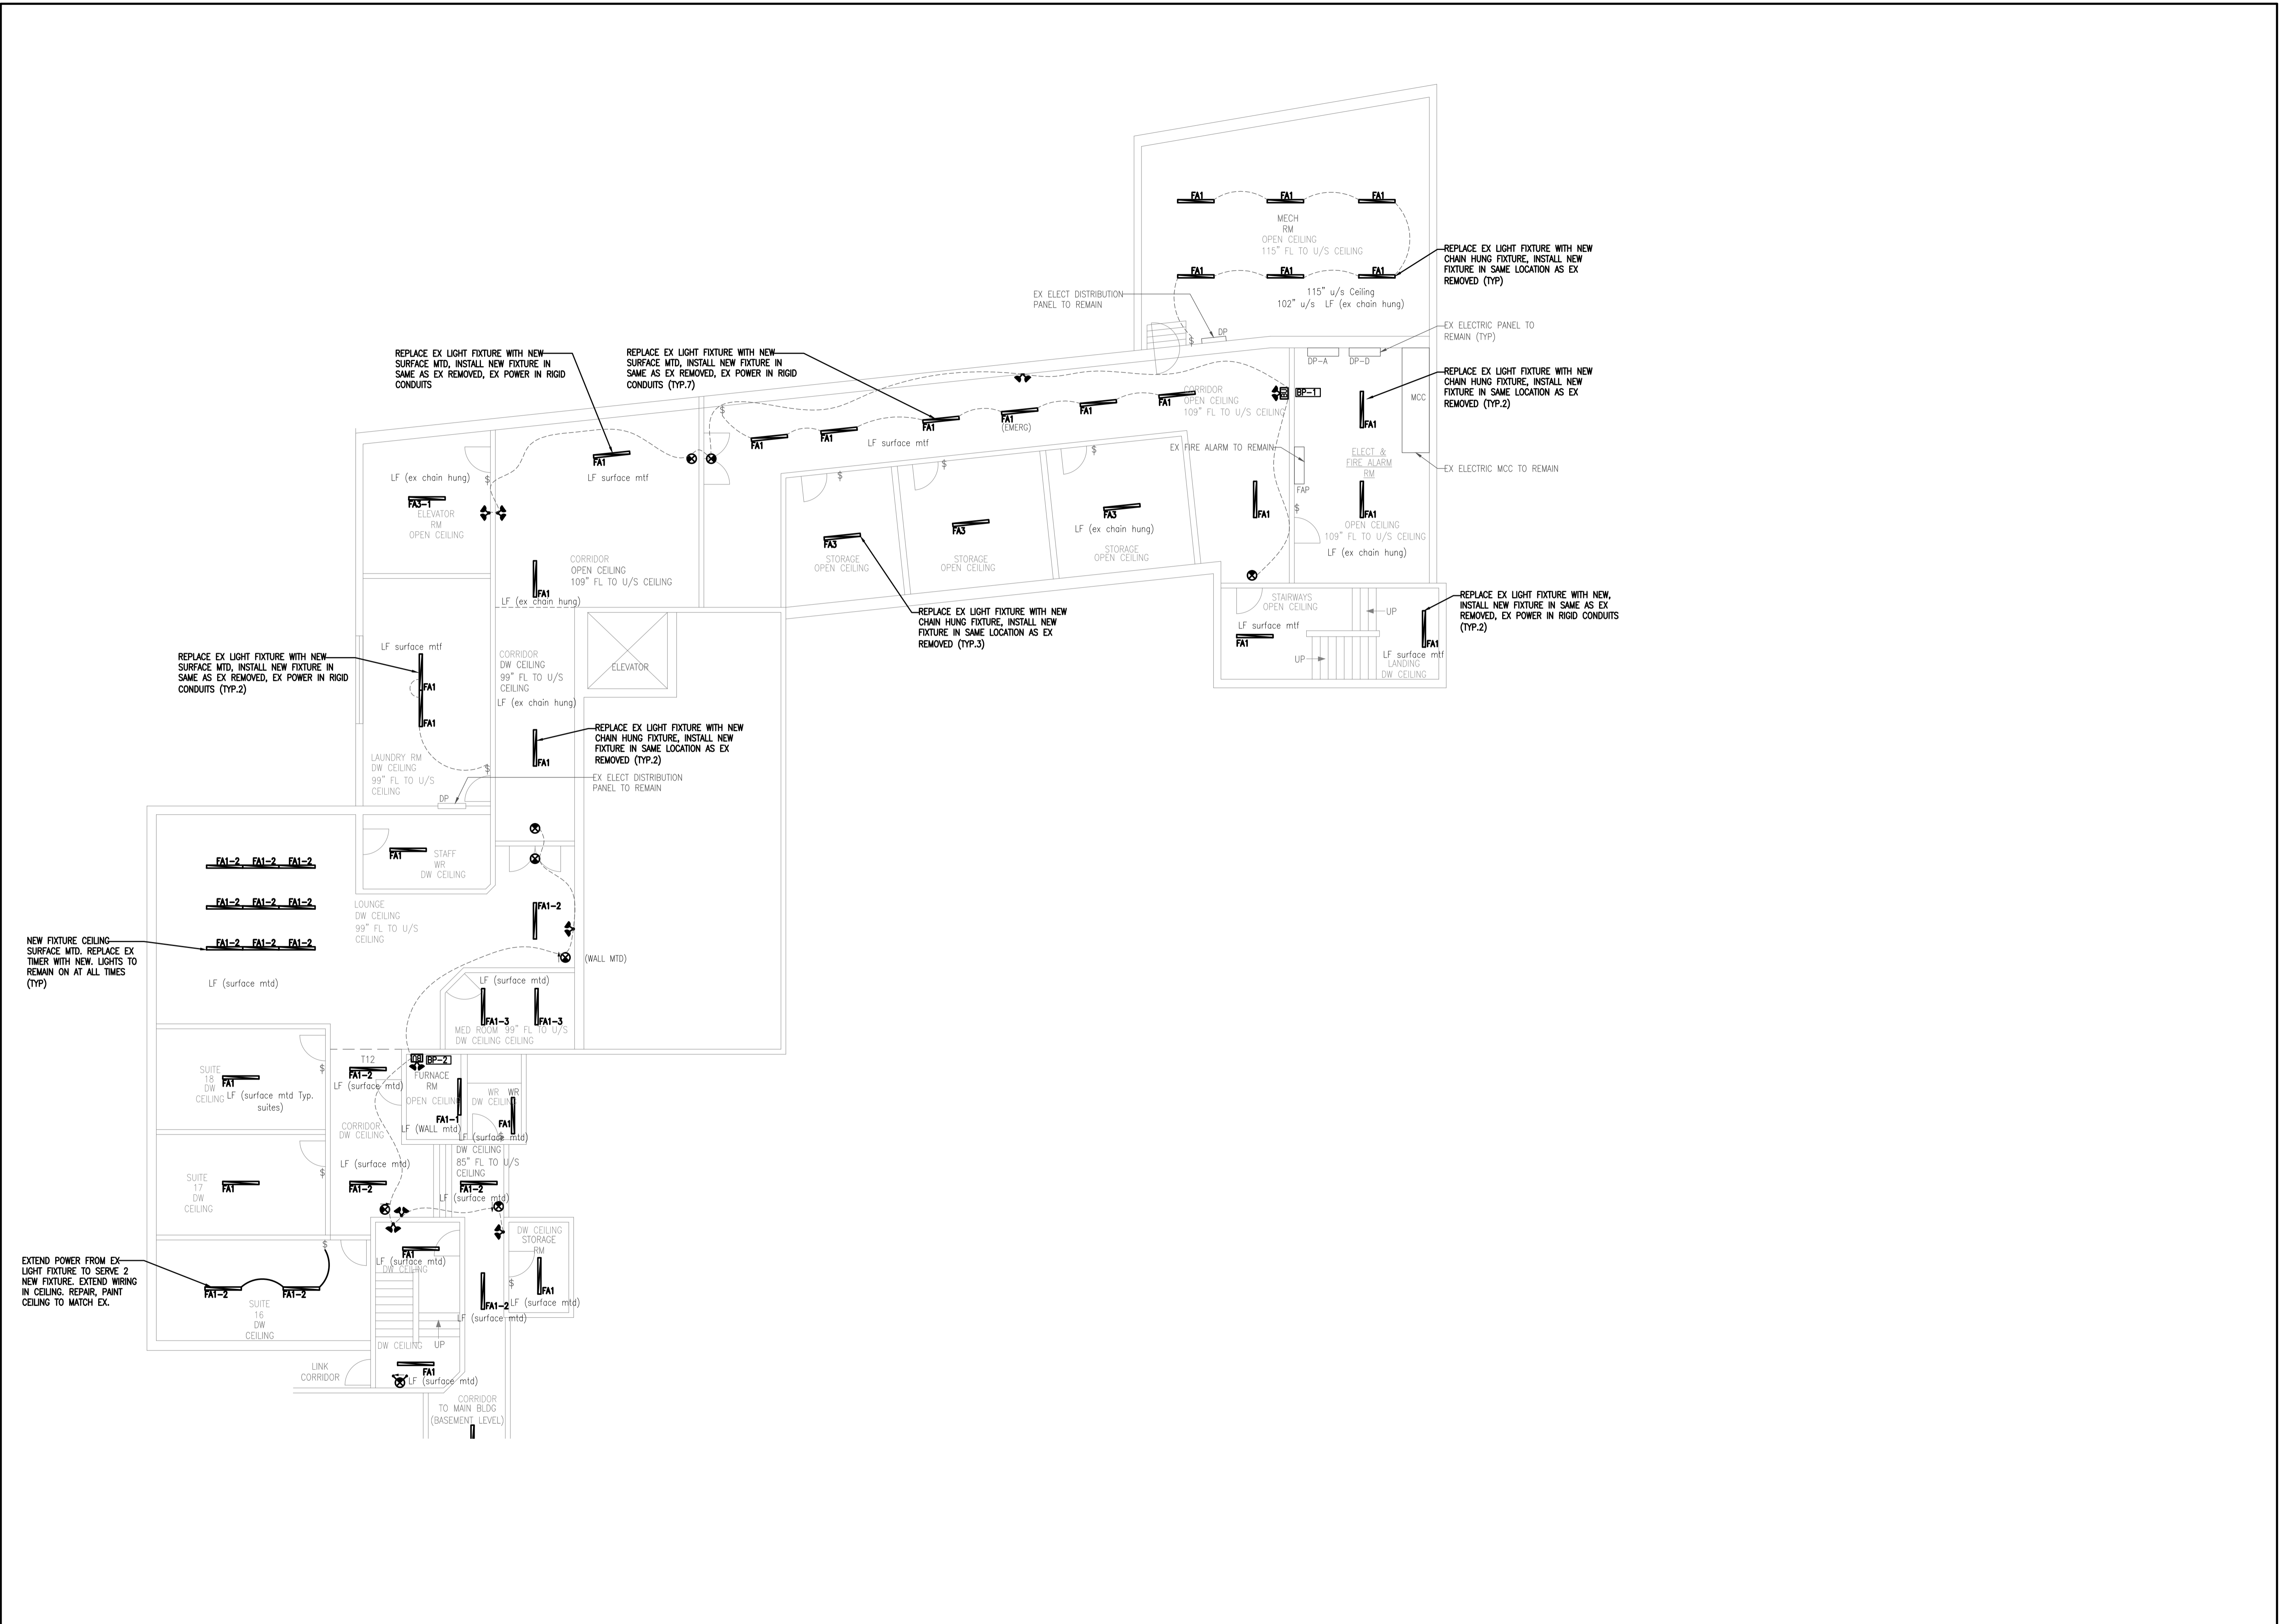 FA1
FA1
FA1
MECH
RM
OPEN CEILING
115" FL TO U/S CEILING
FA1
FA1
FA1
115" u/s Ceiling
102" u/s LF (ex chain hung)
REPLACE EX LIGHT FIXTURE WITH NEW
CHAIN HUNG FIXTURE, INSTALL NEW
FIXTURE IN SAME LOCATION AS EX
REMOVED (TYP)
EX ELECT DISTRIBUTION
PANEL TO REMAIN
DP
$
EX ELECTRIC PANEL TO
REMAIN (TYP)
DP-A
DP-D
REPLACE EX LIGHT FIXTURE WITH NEW
SURFACE MTD, INSTALL NEW FIXTURE IN
SAME AS EX REMOVED, EX POWER IN RIGID
CONDUITS
REPLACE EX LIGHT FIXTURE WITH NEW
SURFACE MTD, INSTALL NEW FIXTURE IN
SAME AS EX REMOVED, EX POWER IN RIGID
CONDUITS (TYP.7)
REPLACE EX LIGHT FIXTURE WITH NEW
CHAIN HUNG FIXTURE, INSTALL NEW
FIXTURE IN SAME LOCATION AS EX
REMOVED (TYP.2)
CORRIDOR
OPEN CEILING
109" FL TO U/S CEILING
BP-1
MCC
$
FA1
FA1
FA1
FA1
(EMERG)
FA1
FA1
FA1
LF surface mtf
FA1
LF surface mtf
EX FIRE ALARM TO REMAIN
FAP
ELECT &
FIRE ALARM
RM
EX ELECTRIC MCC TO REMAIN
$
$
$
LF (ex chain hung)
$
FA3-1
ELEVATOR
RM
OPEN CEILING
FA3
STORAGE
OPEN CEILING
FA3
STORAGE
OPEN CEILING
FA3
LF (ex chain hung)
STORAGE
OPEN CEILING
FA1
$
FA1
OPEN CEILING
109" FL TO U/S CEILING
LF (ex chain hung)
CORRIDOR
OPEN CEILING
109" FL TO U/S CEILING
FA1
LF (ex chain hung)
REPLACE EX LIGHT FIXTURE WITH NEW
CHAIN HUNG FIXTURE, INSTALL NEW
FIXTURE IN SAME LOCATION AS EX
REMOVED (TYP.3)
STAIRWAYS
OPEN CEILING
LF surface mtf
FA1
UP
UP
FA1
LF surface mtf
LANDING
DW CEILING
REPLACE EX LIGHT FIXTURE WITH NEW,
INSTALL NEW FIXTURE IN SAME AS EX
REMOVED, EX POWER IN RIGID CONDUITS
(TYP.2)
REPLACE EX LIGHT FIXTURE WITH NEW
SURFACE MTD, INSTALL NEW FIXTURE IN
SAME AS EX REMOVED, EX POWER IN RIGID
CONDUITS (TYP.2)
LF surface mtf
FA1
FA1
CORRIDOR
DW CEILING
99" FL TO U/S
CEILING
LF (ex chain hung)
ELEVATOR
FA1
REPLACE EX LIGHT FIXTURE WITH NEW
CHAIN HUNG FIXTURE, INSTALL NEW
FIXTURE IN SAME LOCATION AS EX
REMOVED (TYP.2)
EX ELECT DISTRIBUTION
PANEL TO REMAIN
LAUNDRY RM
DW CEILING
99" FL TO U/S
CEILING
$
DP
FA1
STAFF
WR
DW CEILING
FA1-2 FA1-2 FA1-2
FA1-2 FA1-2 FA1-2
FA1-2 FA1-2 FA1-2
LOUNGE
DW CEILING
99" FL TO U/S
CEILING
FA1-2
(WALL MTD)
NEW FIXTURE CEILING
SURFACE MTD. REPLACE EX
TIMER WITH NEW. LIGHTS TO
REMAIN ON AT ALL TIMES
(TYP)
LF (surface mtd)
LF (surface mtd)
FA1-3
FA1-3
MED ROOM 99" FL TO U/S
DW CEILING CEILING
T12
FA1-2
LF (surface mtd)
BP-2
FURNACE
RM
OPEN CEILING
FA1-1
LF (WALL mtd)
WR WR
DW CEILING
FA1
$
LF (surface mtd)
DW CEILING
85" FL TO U/S
CEILING
FA1-2
LF (surface mtd)
SUITE
18
DW
CEILING
FA1
LF (surface mtd Typ.
suites)
$
CORRIDOR
DW CEILING
LF (surface mtd)
FA1-2
SUITE
17
DW
CEILING
FA1
$
EXTEND POWER FROM EX
LIGHT FIXTURE TO SERVE 2
NEW FIXTURE. EXTEND WIRING
IN CEILING. REPAIR, PAINT
CEILING TO MATCH EX.
$
FA1-2
FA1-2
SUITE
16
DW
CEILING
FA1
LF (surface mtd)
DW CEILING
DW CEILING
STORAGE
RM
$
FA1
LF (surface mtd)
FA1-2
LF (surface mtd)
DW CEILING
UP
LINK
CORRIDOR
FA1
LF (surface mtd)
CORRIDOR
TO MAIN BLDG
(BASEMENT LEVEL)